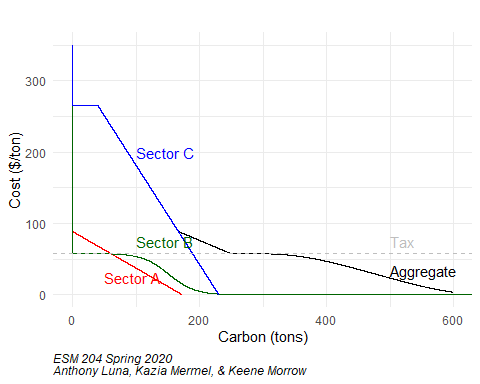 300
200
100
0
Cost ($/ton)
Sector C
Sector B
Tax
Sector A
Aggregate
0
200
400
600
Carbon (tons)
ESM 204 Spring 2020
Anthony Luna, Kazia Mermel, & Keene Morrow